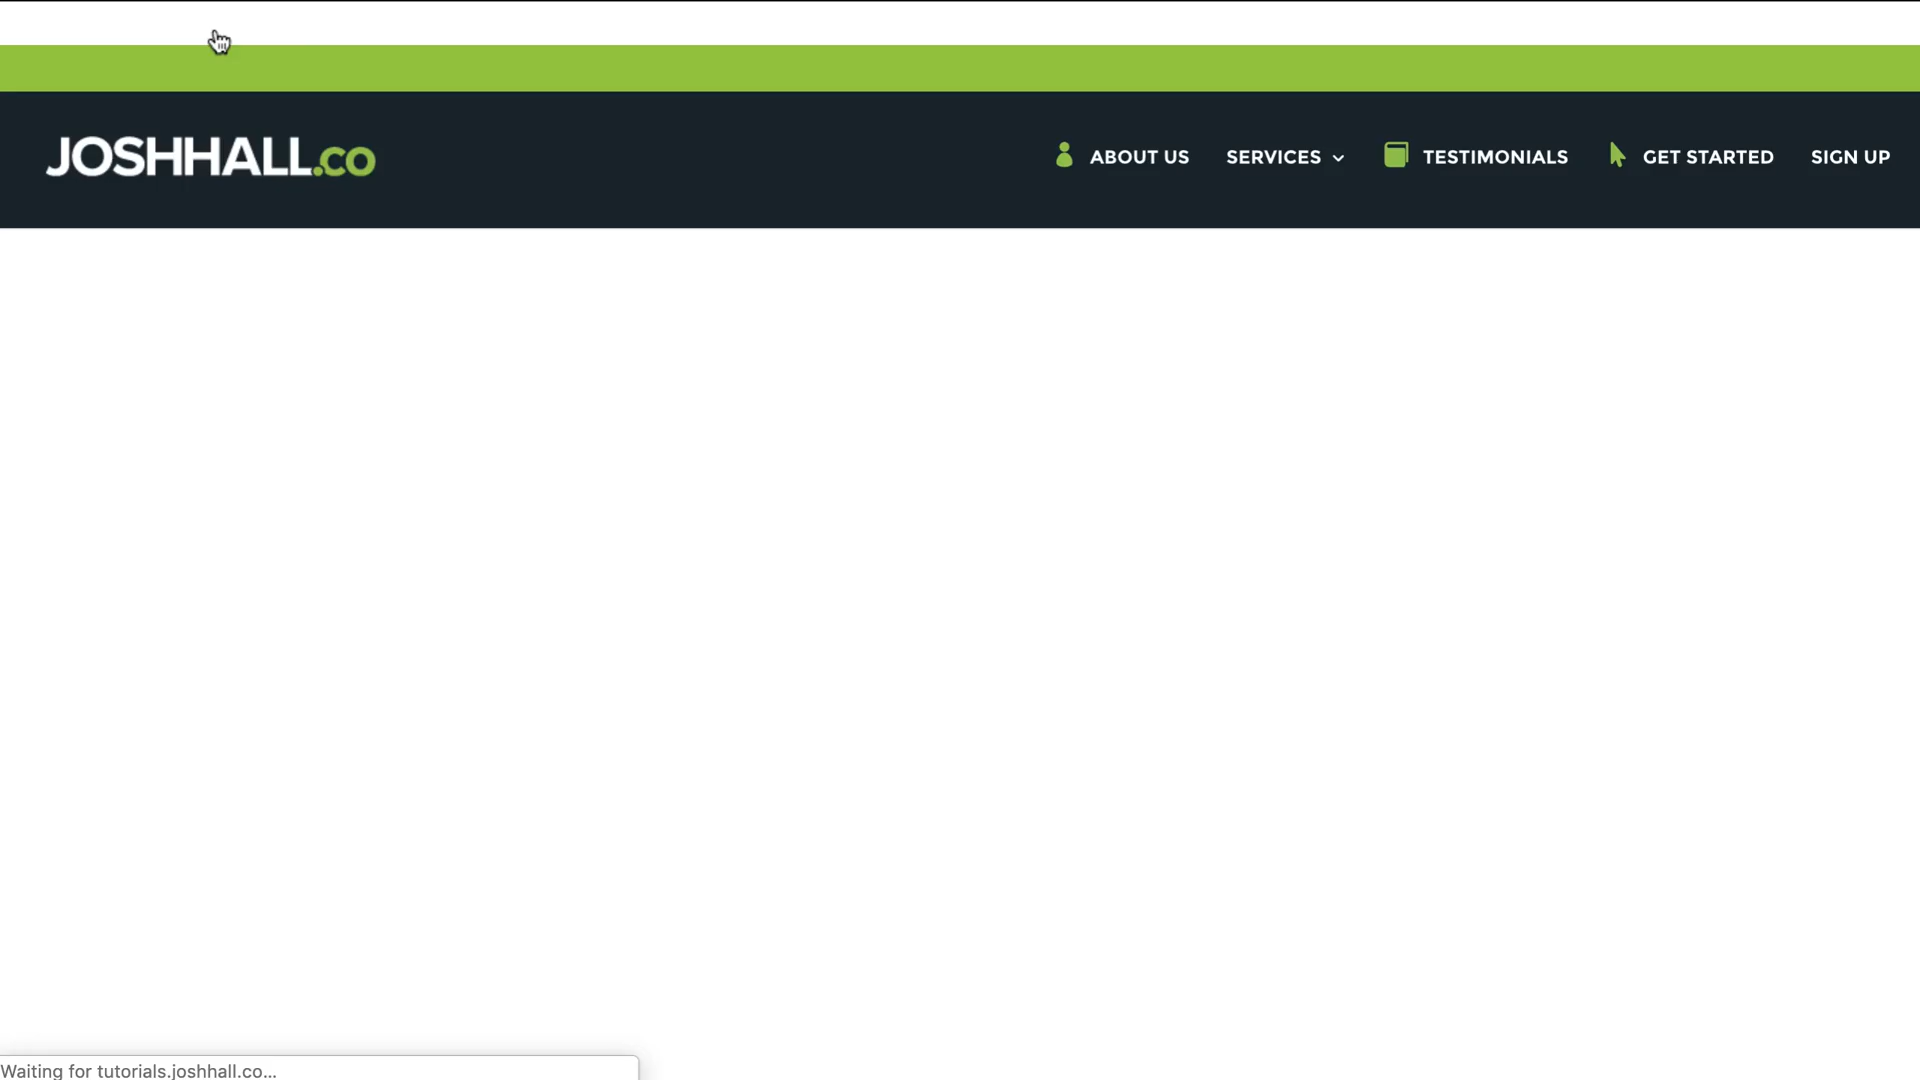 JOSHHALL.co
ABOUT US
SERVICES
TESTIMONIALS
GET STARTED
SIGN UP
Waiting for tutorials.joshhall.co...